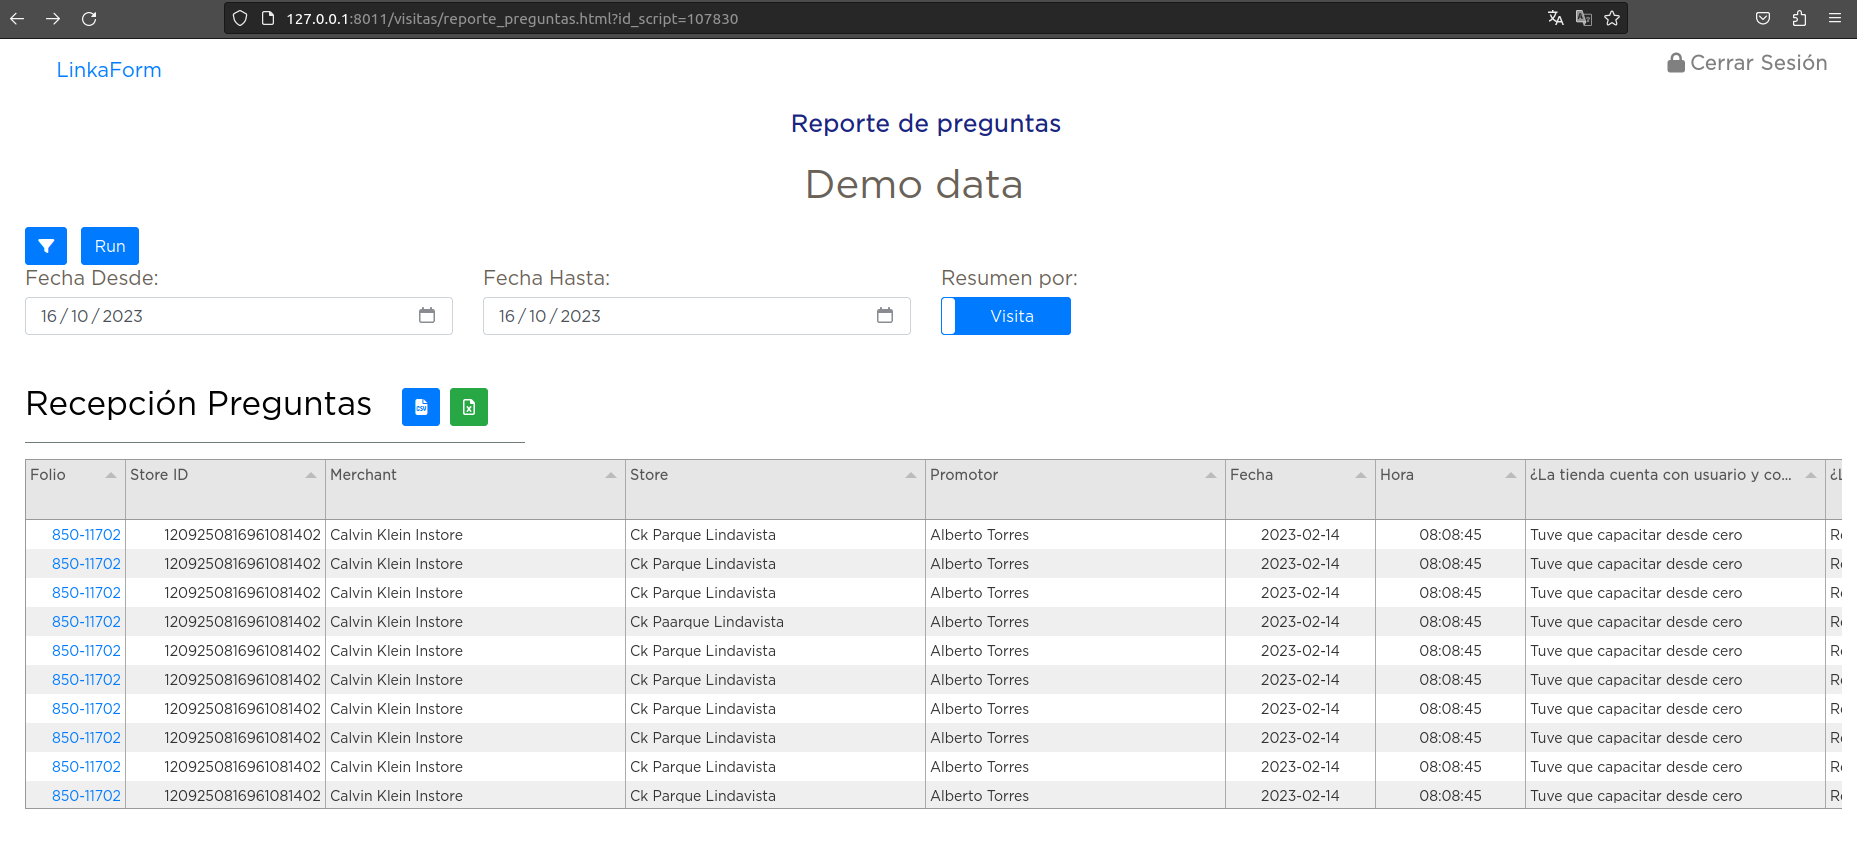 127.0.0.1:8011/visitas/reporte_preguntas.html?id_script=107830
LinkaForm
Cerrar Sesión
Reporte de preguntas
Demo data
Run
Fecha Desde: Fecha Hasta: Resumen por:
16/10/2023 16/10/2023 Visita
Recepción Preguntas CSV X
Folio Store ID Merchant Store Promotor Fecha Hora ¿La tienda cuenta con usuario y co... ¿L
850-11702 1209250816961081402 Calvin Klein Instore Ck Parque Lindavista Alberto Torres 2023-02-14 08:08:45 Tuve que capacitar desde cero
850-11702 1209250816961081402 Calvin Klein Instore Ck Parque Lindavista Alberto Torres 2023-02-14 08:08:45 Tuve que capacitar desde cero
850-11702 1209250816961081402 Calvin Klein Instore Ck Parque Lindavista Alberto Torres 2023-02-14 08:08:45 Tuve que capacitar desde cero
850-11702 1209250816961081402 Calvin Klein Instore Ck Paarque Lindavista Alberto Torres 2023-02-14 08:08:45 Tuve que capacitar desde cero
850-11702 1209250816961081402 Calvin Klein Instore Ck Parque Lindavista Alberto Torres 2023-02-14 08:08:45 Tuve que capacitar desde cero
850-11702 1209250816961081402 Calvin Klein Instore Ck Parque Lindavista Alberto Torres 2023-02-14 08:08:45 Tuve que capacitar desde cero
850-11702 1209250816961081402 Calvin Klein Instore Ck Parque Lindavista Alberto Torres 2023-02-14 08:08:45 Tuve que capacitar desde cero
850-11702 1209250816961081402 Calvin Klein Instore Ck Parque Lindavista Alberto Torres 2023-02-14 08:08:45 Tuve que capacitar desde cero
850-11702 1209250816961081402 Calvin Klein Instore Ck Parque Lindavista Alberto Torres 2023-02-14 08:08:45 Tuve que capacitar desde cero
850-11702 1209250816961081402 Calvin Klein Instore Ck Parque Lindavista Alberto Torres 2023-02-14 08:08:45 Tuve que capacitar desde cero